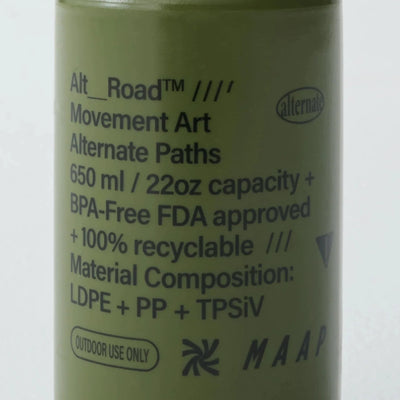 Alt__Road™ ////
alternate
Movement Art
Alternate Paths
650 ml / 22oz capacity +
BPA-Free FDA approved
+ 100% recyclable ///
Material Composition:
LDPE + PP + TPSiV
OUTDOOR USE ONLY
MAAP